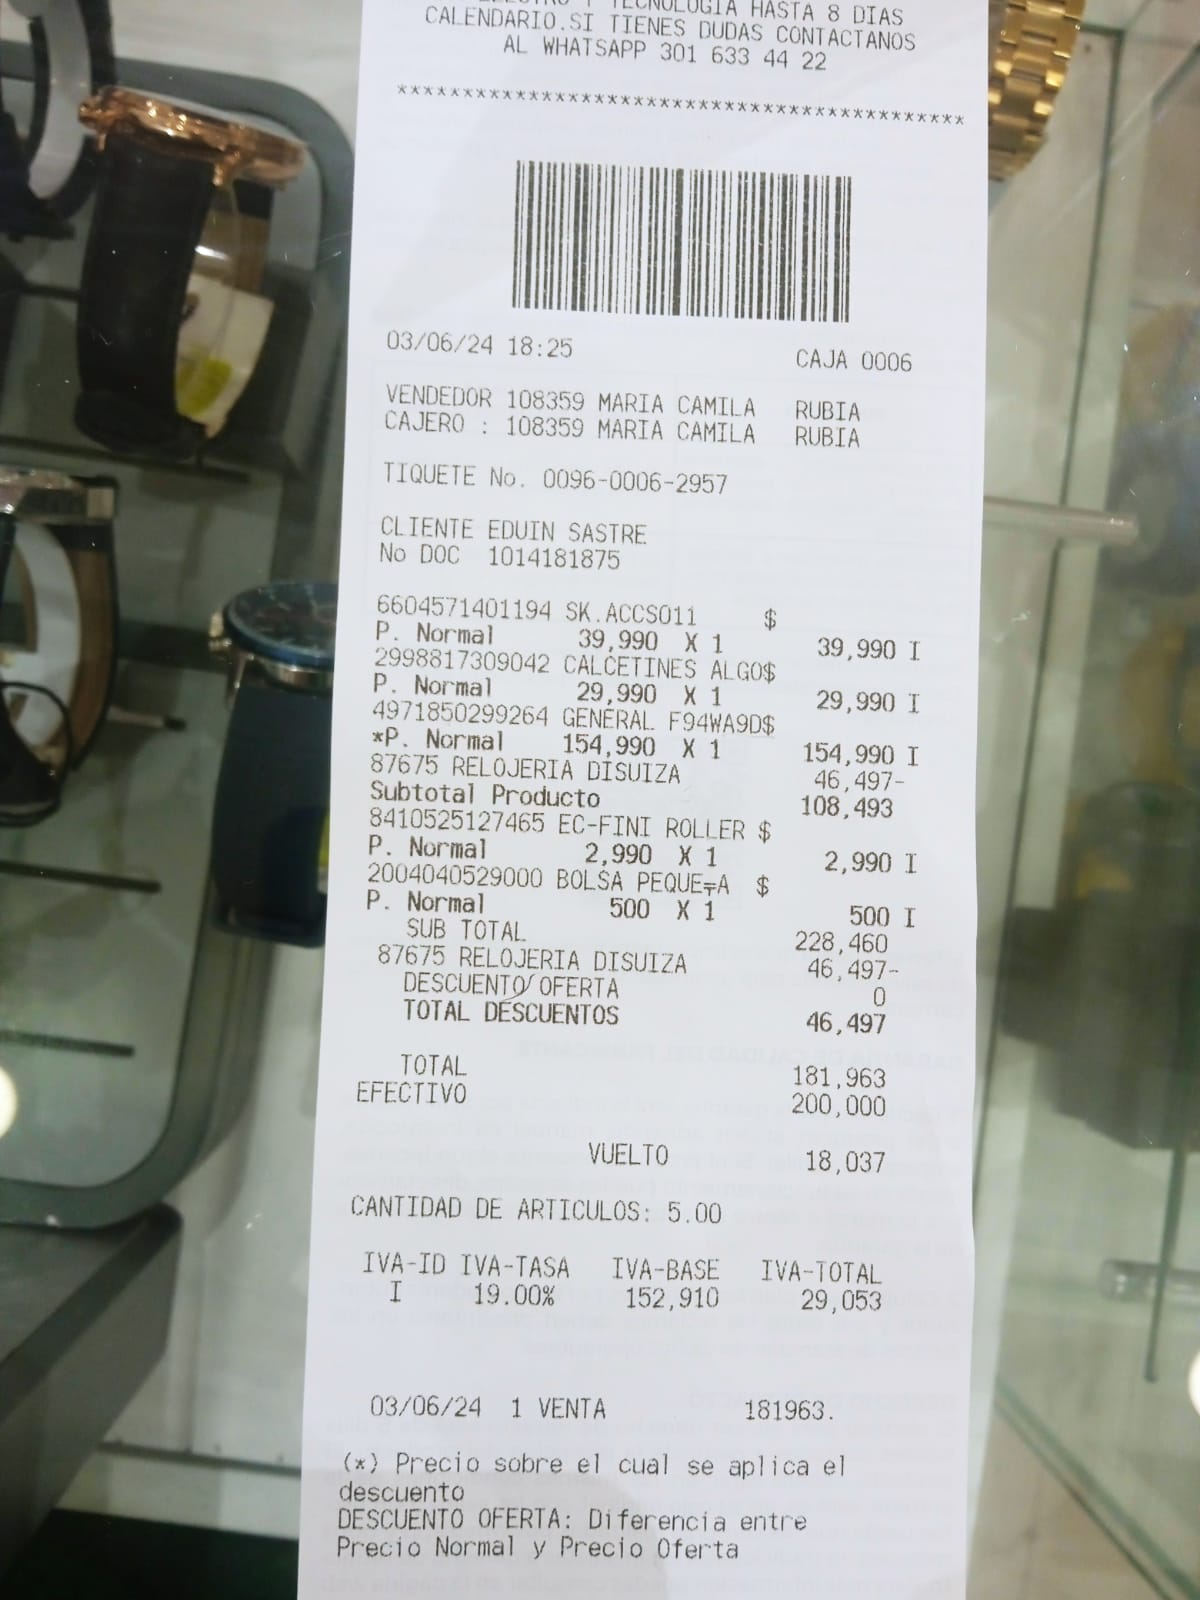 TECNOLOGIA HASTA 8 DIAS
CALENDARIO.SI TIENES DUDAS CONTACTANOS
AL WHATSAPP 301 633 44 22
*******************************************
03/06/24 18:25 CAJA 0006
VENDEDOR 108359 MARIA CAMILA RUBIA
CAJERO : 108359 MARIA CAMILA RUBIA
TIQUETE No. 0096-0006-2957
CLIENTE EDUIN SASTRE
No DOC 1014181875
6604571401194 SK.ACCS011 $
P. Normal 39,990 X 1 39,990 I
2998817309042 CALCETINES ALGO$
P. Normal 29,990 X 1 29,990 I
4971850299264 GENERAL F94WA9D$
*P. Normal 154,990 X 1 154,990 I
87675 RELOJERIA DISUIZA 46,497-
Subtotal Producto 108,493
8410525127465 EC-FINI ROLLER $
P. Normal 2,990 X 1 2,990 I
2004040529000 BOLSA PEQUE╤A $
P. Normal 500 X 1 500 I
SUB TOTAL 228,460
87675 RELOJERIA DISUIZA 46,497-
DESCUENTO/OFERTA 0
TOTAL DESCUENTOS 46,497
TOTAL 181,963
EFECTIVO 200,000
VUELTO 18,037
CANTIDAD DE ARTICULOS: 5.00
IVA-ID IVA-TASA IVA-BASE IVA-TOTAL
I 19.00% 152,910 29,053
03/06/24 1 VENTA 181963.
(*) Precio sobre el cual se aplica el
descuento
DESCUENTO OFERTA: Diferencia entre
Precio Normal y Precio Oferta